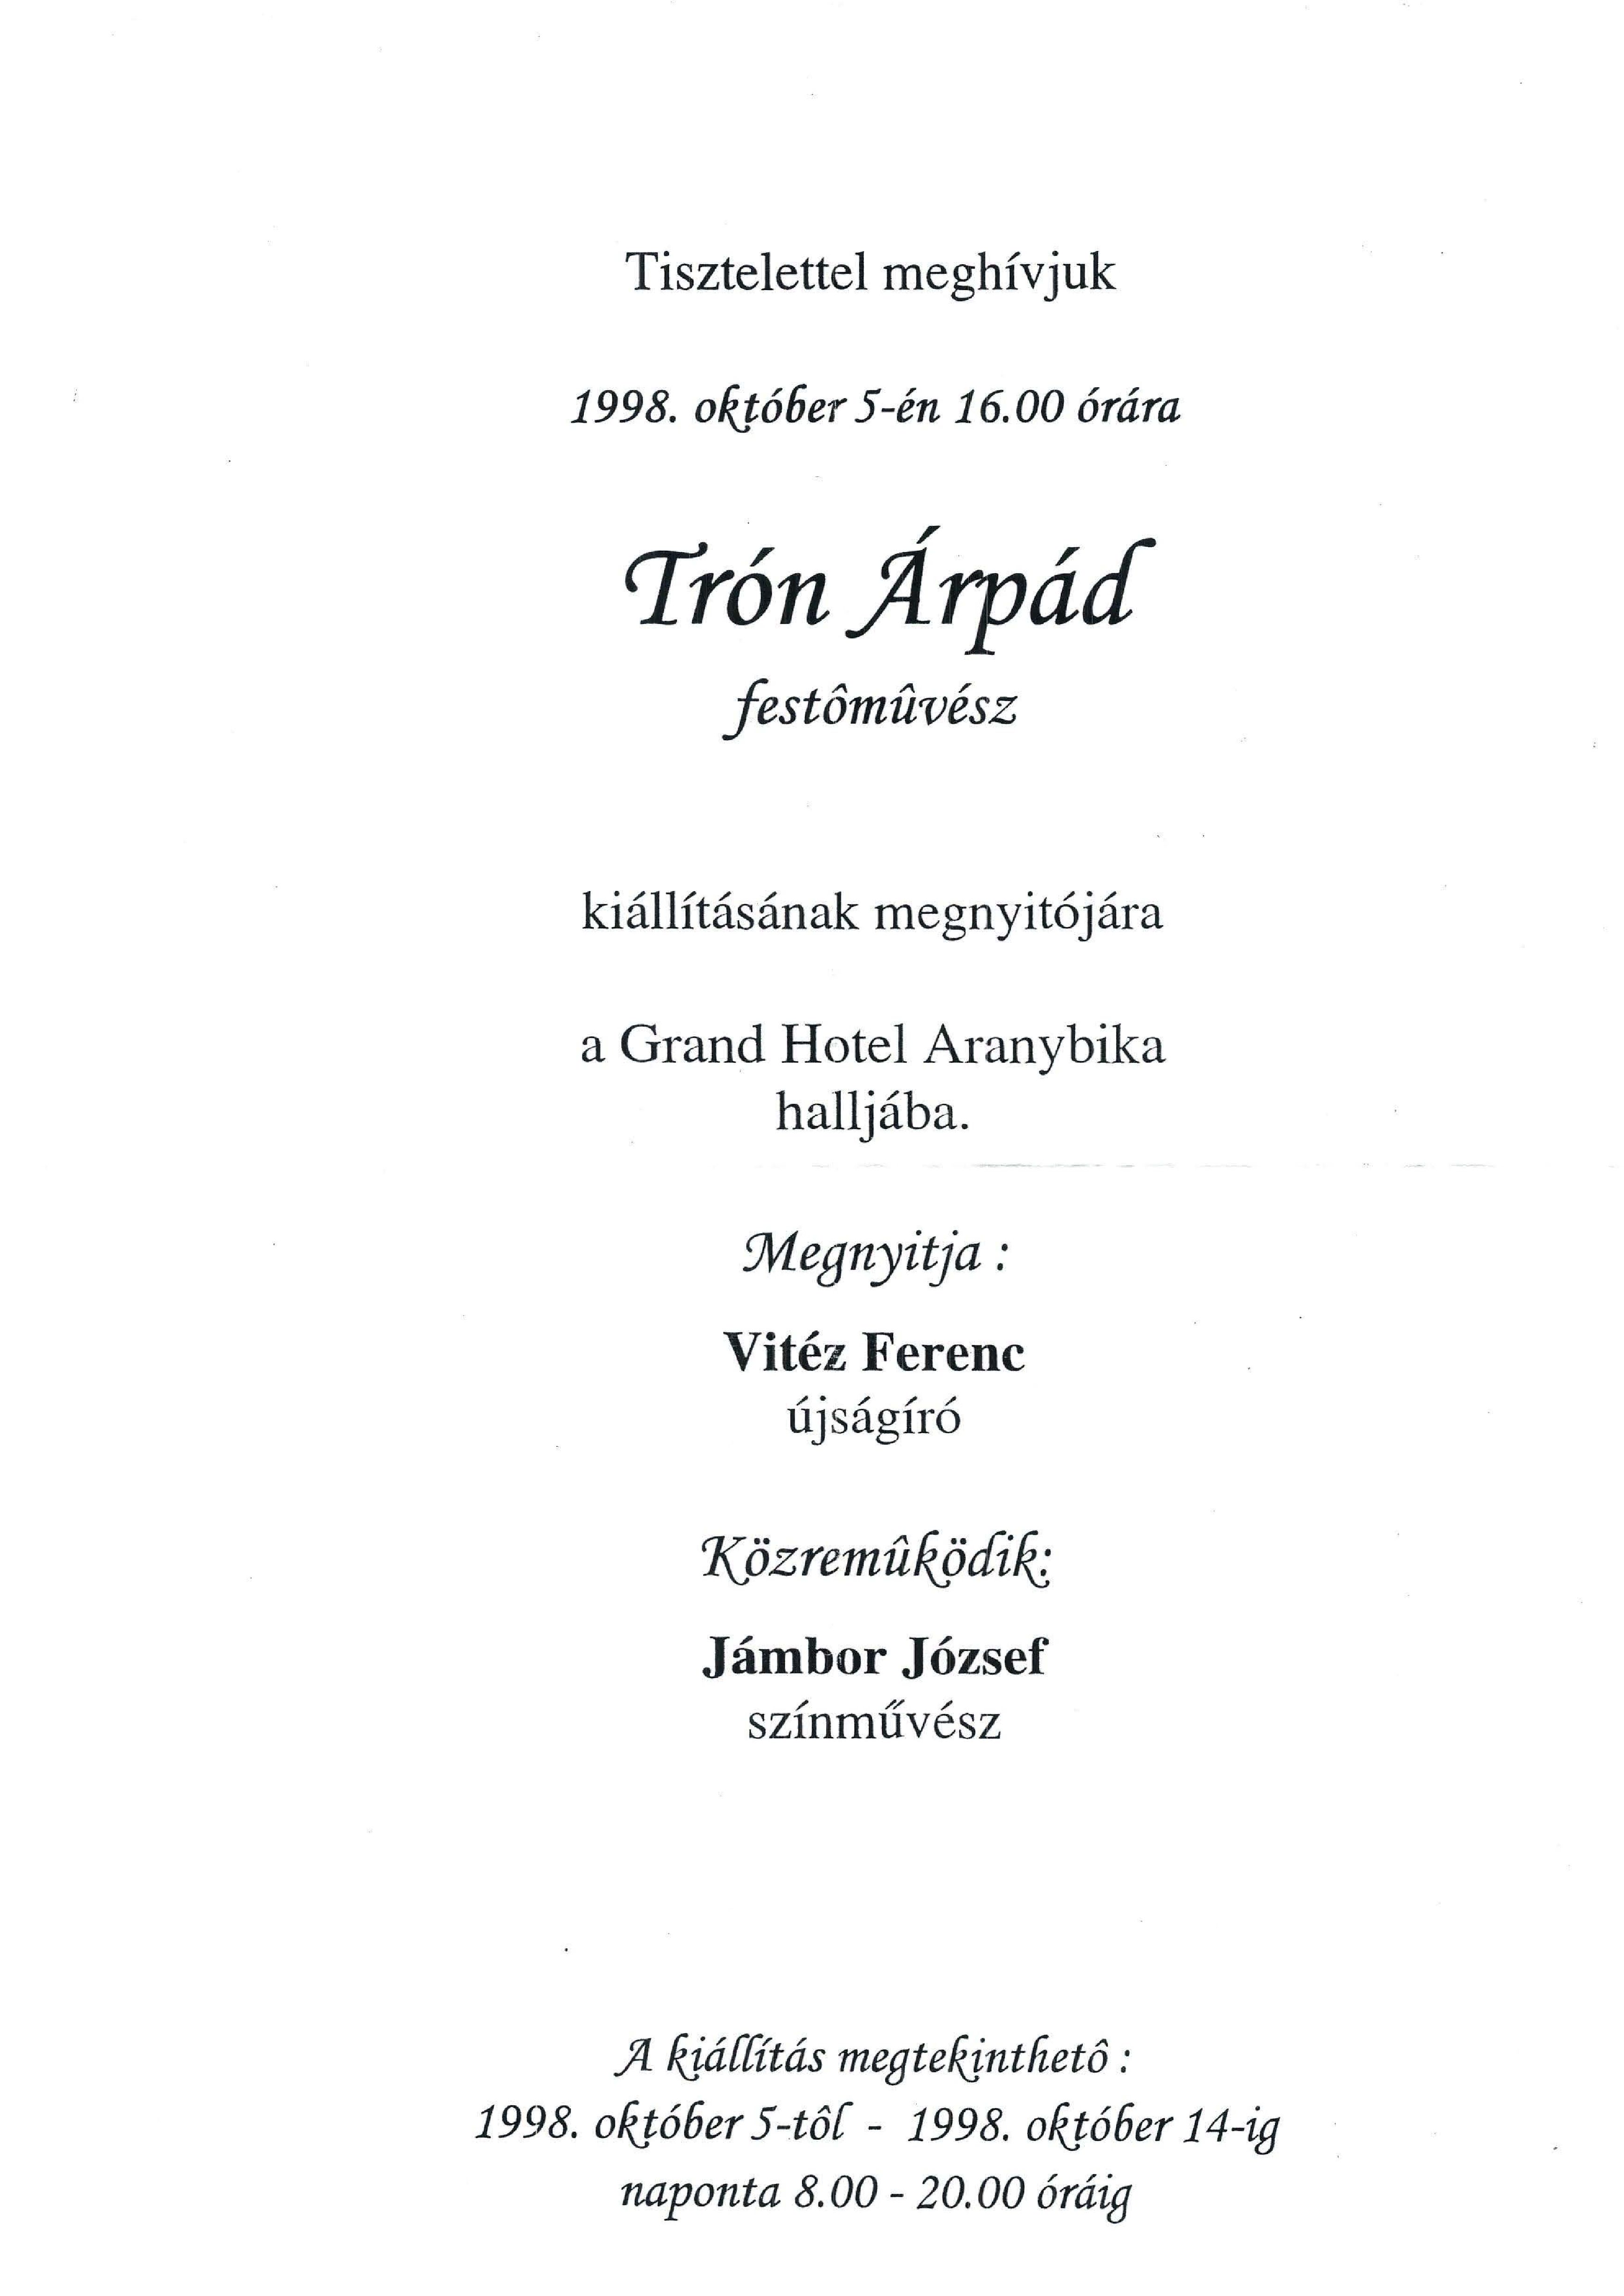 Tisztelettel meghívjuk
1998. október 5-én 16.00 órára
Trón Árpád
festômûvész
kiállításának megnyitójára
a Grand Hotel Aranybika
halljába.
Megnyitja :
Vitéz Ferenc
újságíró
Közremûködik:
Jámbor József
színművész
A kiállítás megtekinthetô :
1998. október 5-tôl - 1998. október 14-ig
naponta 8.00 - 20.00 óráig